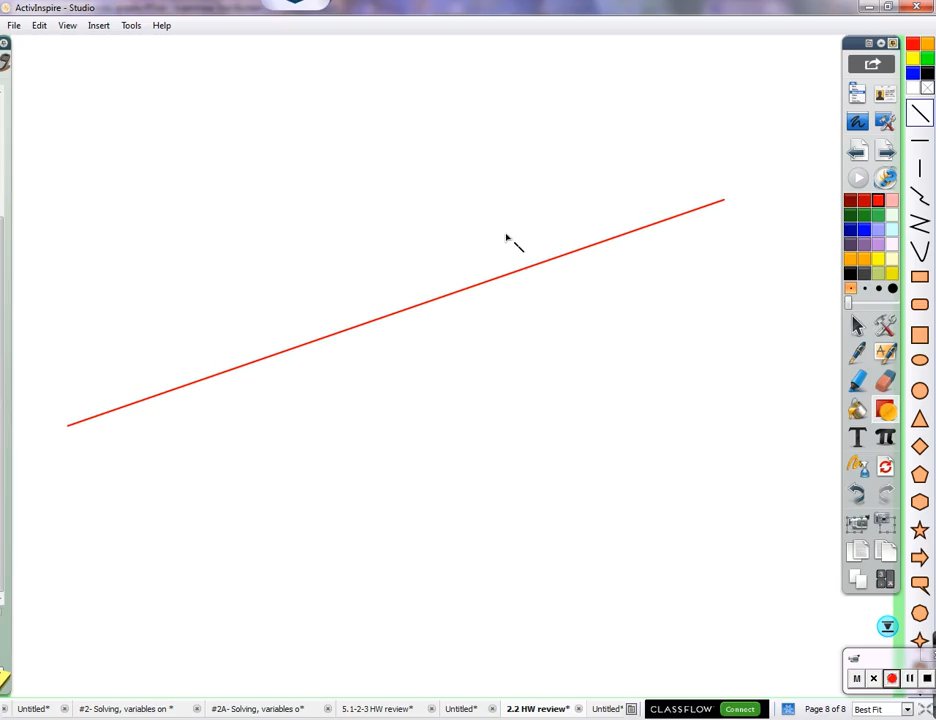 ActivInspire - Studio
File Edit View Insert Tools Help
M
Untitled* #2- Solving, variables on * #2A- Solving, variables o* 5.1-2-3 HW review* Untitled* 2.2 HW review* Untitled* CLASSFLOW Connect Page 8 of 8 Best Fit